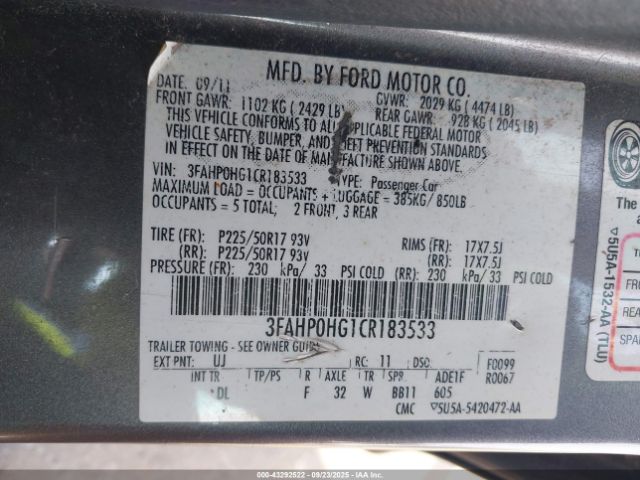 MFD. BY FORD MOTOR CO.
DATE: 09/11
GVWR: 2029 KG (4474 LB)
FRONT GAWR: 1102 KG (2429 LB)
REAR GAWR: 928 KG (2045 LB)
THIS VEHICLE CONFORMS TO ALL APPLICABLE FEDERAL MOTOR
VEHICLE SAFETY, BUMPER, AND THEFT PREVENTION STANDARDS
IN EFFECT ON THE DATE OF MANUFACTURE SHOWN ABOVE.
VIN: 3FAHP0HG1CR183533 TYPE: Passenger Car
MAXIMUM LOAD = OCCUPANTS + LUGGAGE = 385KG/850LB
OCCUPANTS = 5 TOTAL; 2 FRONT, 3 REAR
TIRE (FR): P225/50R17 93V RIMS (FR): 17X7.5J
(RR): P225/50R17 93V (RR): 17X7.5J
PRESSURE (FR): 230 kPa/ 33 PSI COLD (RR): 230 kPa/ 33 PSI COLD
3FAHP0HG1CR183533
TRAILER TOWING - SEE OWNER GUIDE
EXT PNT: UJ RC: 11 DSO: F0099
INT TR TP/PS R AXLE TR SPR ADE1F R0067
DL F 32 W BB11 605
CMC 5U5A-5420472-AA
The
5U5A-1532-AA (TLU)
FRO
REA
SPA
000-43292522 - 09/23/2025 - IAAI.com